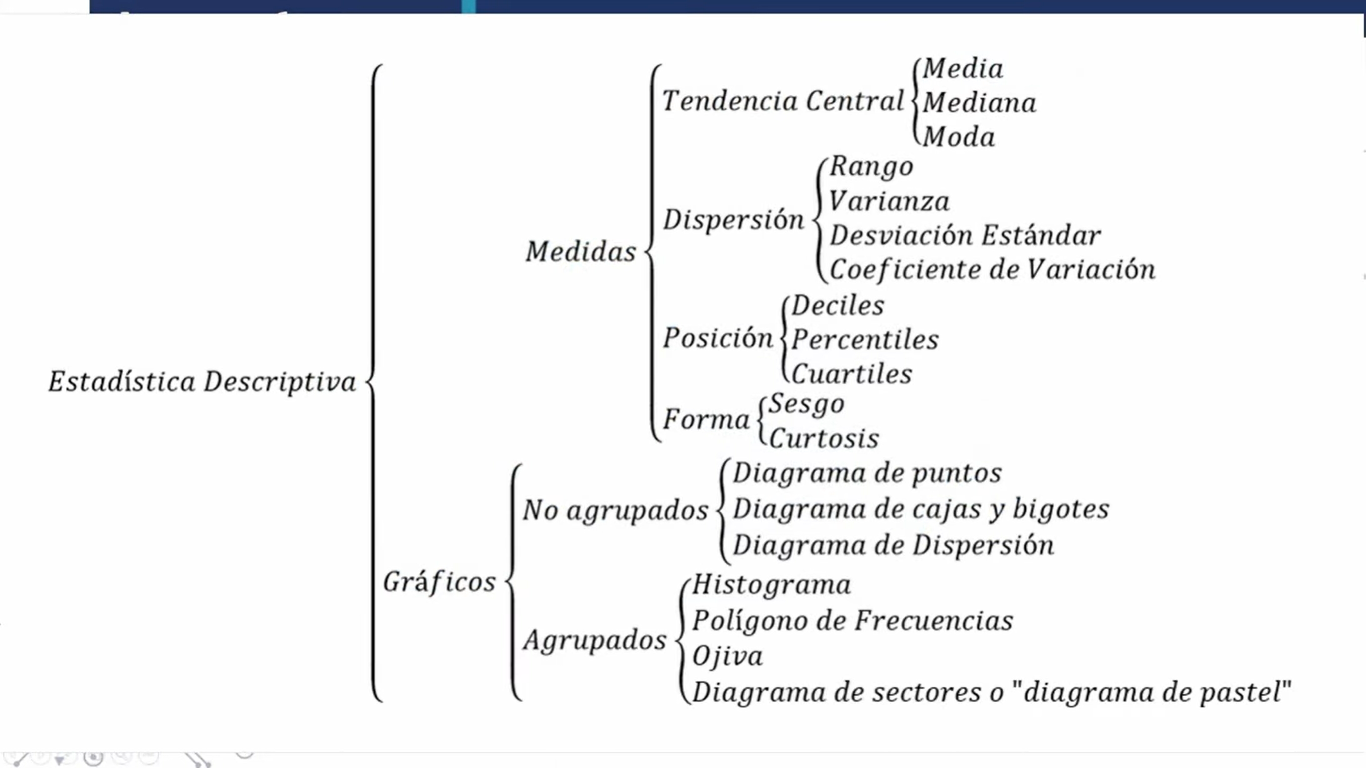 Estadística Descriptiva
Medidas
Tendencia Central
Media
Mediana
Moda
Dispersión
Rango
Varianza
Desviación Estándar
Coeficiente de Variación
Posición
Deciles
Percentiles
Cuartiles
Forma
Sesgo
Curtosis
Gráficos
No agrupados
Diagrama de puntos
Diagrama de cajas y bigotes
Diagrama de Dispersión
Agrupados
Histograma
Polígono de Frecuencias
Ojiva
Diagrama de sectores o "diagrama de pastel"